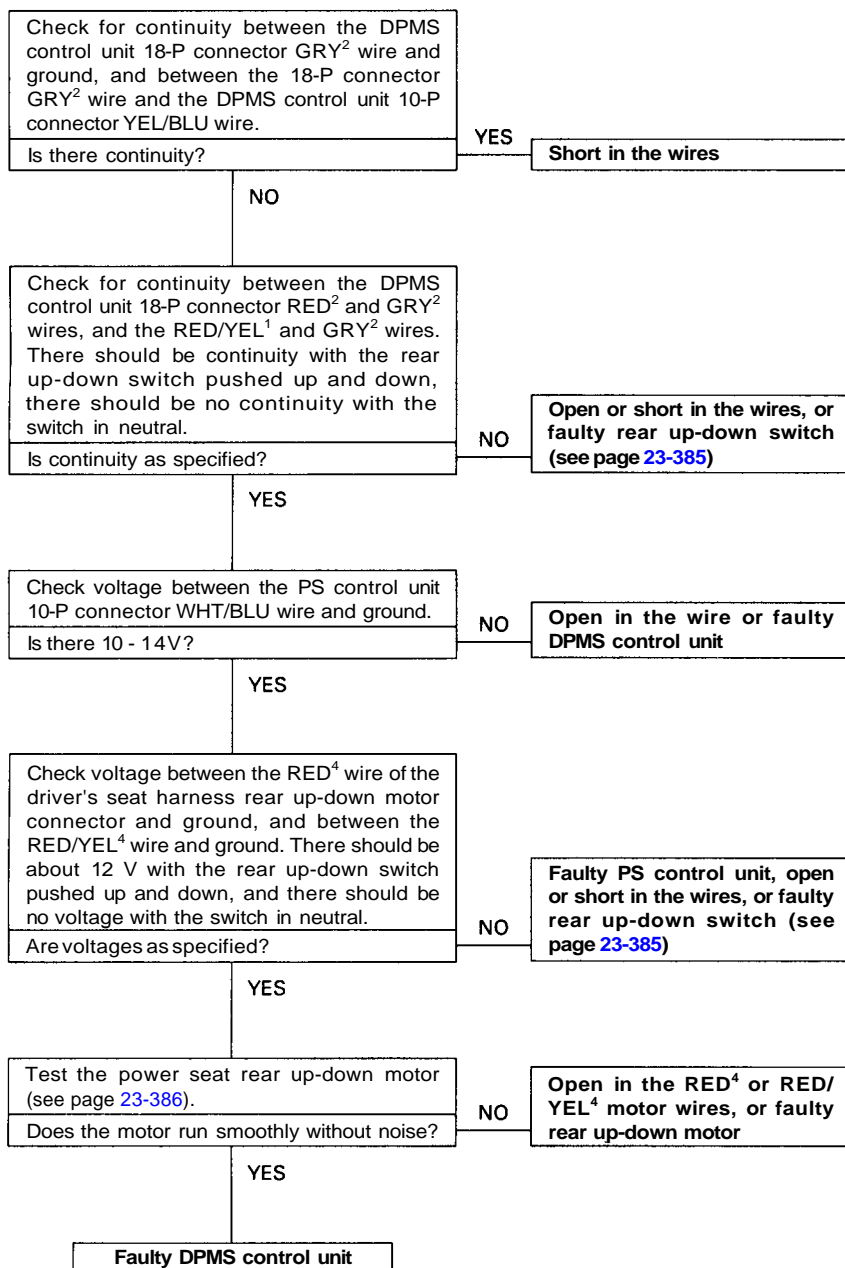 Check for continuity between the DPMS
control unit 18-P connector GRY² wire and
ground, and between the 18-P connector
GRY² wire and the DPMS control unit 10-P
connector YEL/BLU wire.
Is there continuity?
YES
Short in the wires
NO
Check for continuity between the DPMS
control unit 18-P connector RED² and GRY²
wires, and the RED/YEL¹ and GRY² wires.
There should be continuity with the rear
up-down switch pushed up and down,
there should be no continuity with the
switch in neutral.
Is continuity as specified?
NO
Open or short in the wires, or
faulty rear up-down switch
(see page 23-385)
YES
Check voltage between the PS control unit
10-P connector WHT/BLU wire and ground.
Is there 10 - 14V?
NO
Open in the wire or faulty
DPMS control unit
YES
Check voltage between the RED⁴ wire of the
driver's seat harness rear up-down motor
connector and ground, and between the
RED/YEL⁴ wire and ground. There should be
about 12 V with the rear up-down switch
pushed up and down, and there should be
no voltage with the switch in neutral.
Are voltages as specified?
NO
Faulty PS control unit, open
or short in the wires, or faulty
rear up-down switch (see
page 23-385)
YES
Test the power seat rear up-down motor
(see page 23-386).
Does the motor run smoothly without noise?
NO
Open in the RED⁴ or RED/
YEL⁴ motor wires, or faulty
rear up-down motor
YES
Faulty DPMS control unit